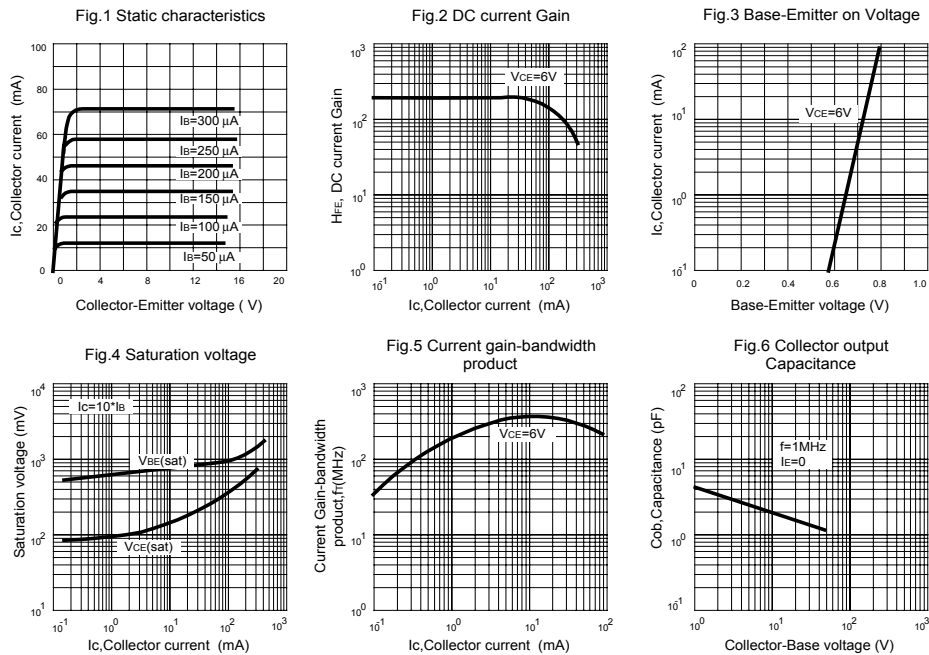 Fig.1 Static characteristics
Ic,Collector current (mA)
100
80
60
40
20
0
IB=300 µA
IB=250 µA
IB=200 µA
IB=150 µA
IB=100 µA
IB=50 µA
0 4 8 12 16 20
Collector-Emitter voltage ( V)
Fig.2 DC current Gain
HFE, DC current Gain
10³
10²
10¹
10⁰
VCE=6V
10⁻¹ 10⁰ 10¹ 10² 10³
Ic,Collector current (mA)
Fig.3 Base-Emitter on Voltage
Ic,Collector current (mA)
10²
10¹
10⁰
10⁻¹
VCE=6V
0 0.2 0.4 0.6 0.8 1.0
Base-Emitter voltage (V)
Fig.4 Saturation voltage
Saturation voltage (mV)
10⁴
10³
10²
10¹
Ic=10*IB
VBE(sat)
VCE(sat)
10⁻¹ 10⁰ 10¹ 10² 10³
Ic,Collector current (mA)
Fig.5 Current gain-bandwidth
product
Current Gain-bandwidth
product,fT(MHz)
10³
10²
10¹
10⁰
VCE=6V
10⁻¹ 10⁰ 10¹ 10²
Ic,Collector current (mA)
Fig.6 Collector output
Capacitance
Cob,Capacitance (pF)
10²
10¹
10⁰
10⁻¹
f=1MHz
IE=0
10⁰ 10¹ 10² 10³
Collector-Base voltage (V)